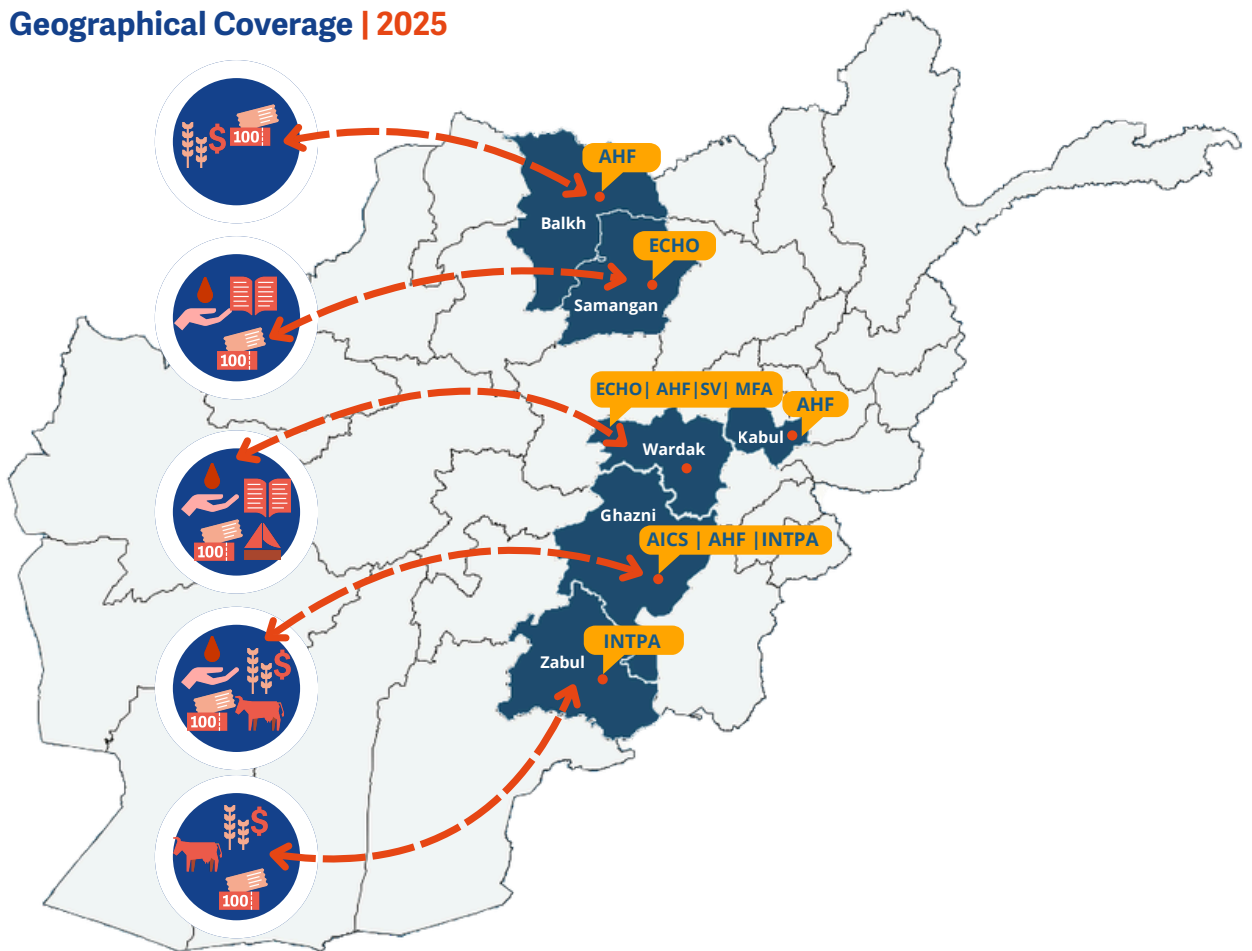 Geographical Coverage | 2025
100
$
AHF
Balkh
ECHO
Samangan
100
ECHO| AHF|SV| MFA
AHF
Kabul
Wardak
100
Ghazni
AICS | AHF |INTPA
$
100
INTPA
Zabul
$
100